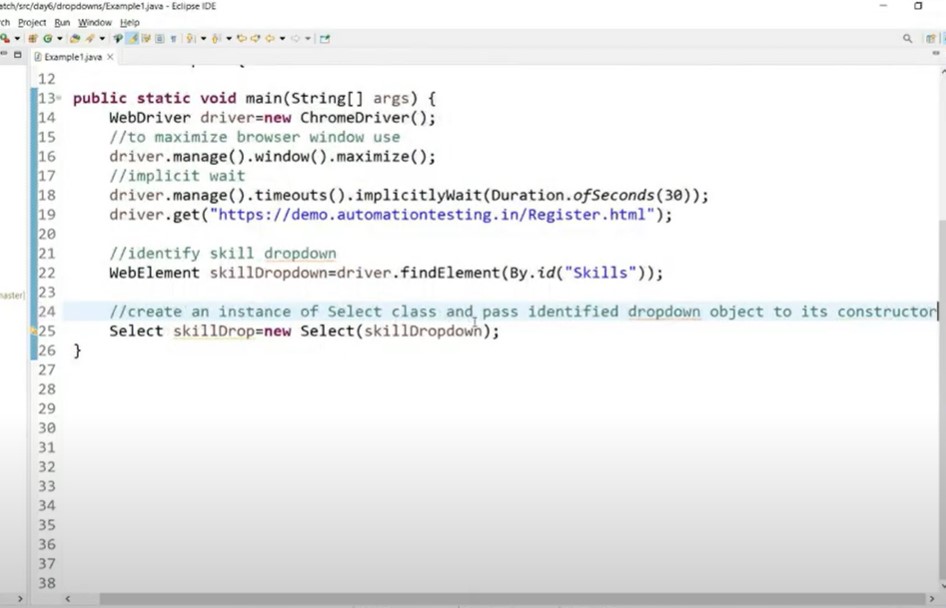 atch/src/day6/dropdowns/Example1.java - Eclipse IDE
rch Project Run Window Help
Example1.java
12
13 public static void main(String[] args) {
14 WebDriver driver=new ChromeDriver();
15 //to maximize browser window use
16 driver.manage().window().maximize();
17 //implicit wait
18 driver.manage().timeouts().implicitlyWait(Duration.ofSeconds(30));
19 driver.get("https://demo.automationtesting.in/Register.html");
20
21 //identify skill dropdown
22 WebElement skillDropdown=driver.findElement(By.id("Skills"));
23
24 //create an instance of Select class and pass identified dropdown object to its constructor
25 Select skillDrop=new Select(skillDropdown);
26 }
27
28
29
30
31
32
33
34
35
36
37
38
naster]